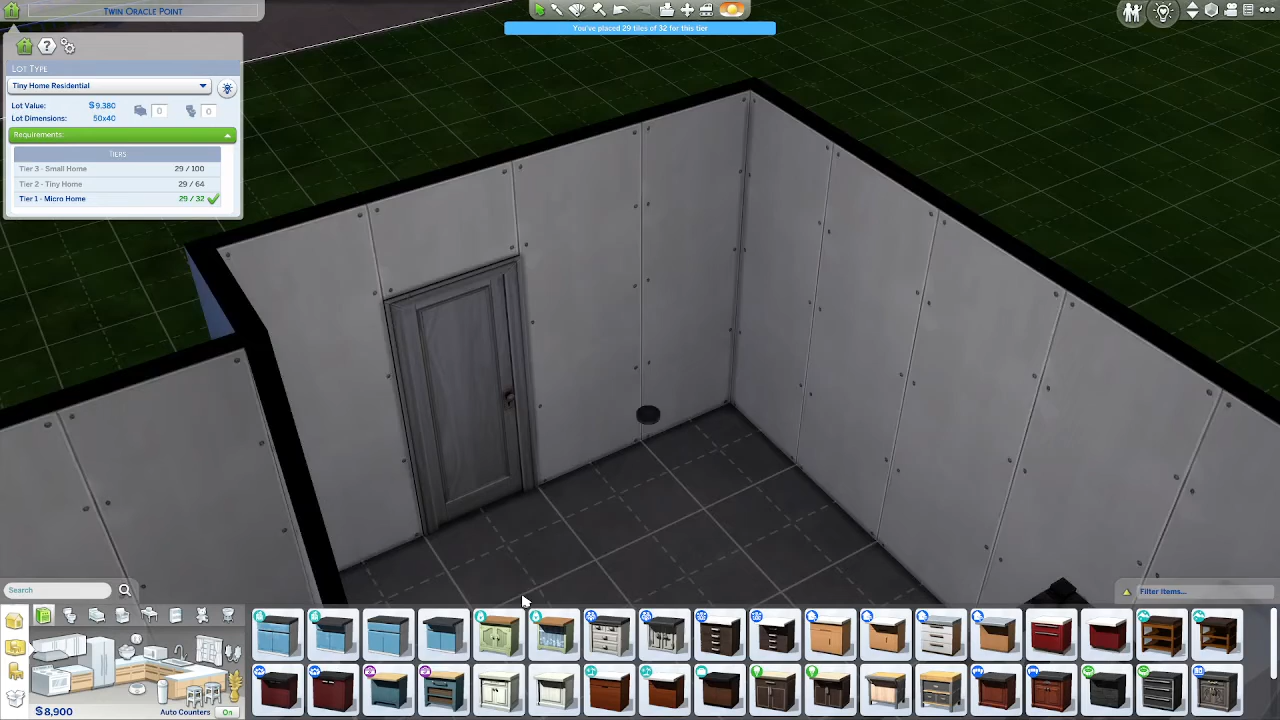 TWIN ORACLE POINT
You've placed 29 tiles of 32 for this tier
LOT TYPE
Tiny Home Residential
Lot Value: §9,380
0 0
Lot Dimensions: 50x40
Requirements:
TIERS
Tier 3 - Small Home 29 / 100
Tier 2 - Tiny Home 29 / 64
Tier 1 - Micro Home 29 / 32
Search
Filter Items...
§8,900
Auto Counters On